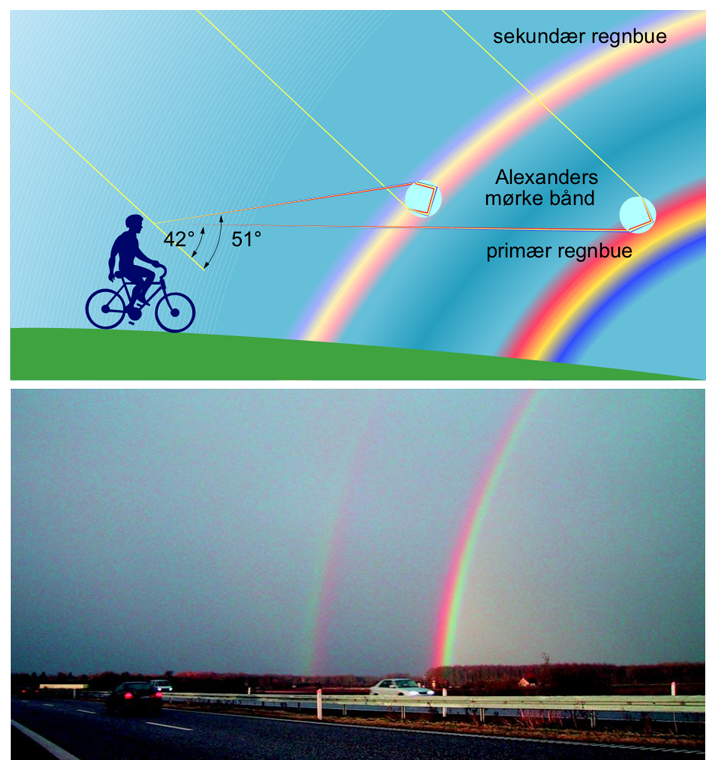 sekundær regnbue
Alexanders
mørke bånd
42°
51°
primær regnbue